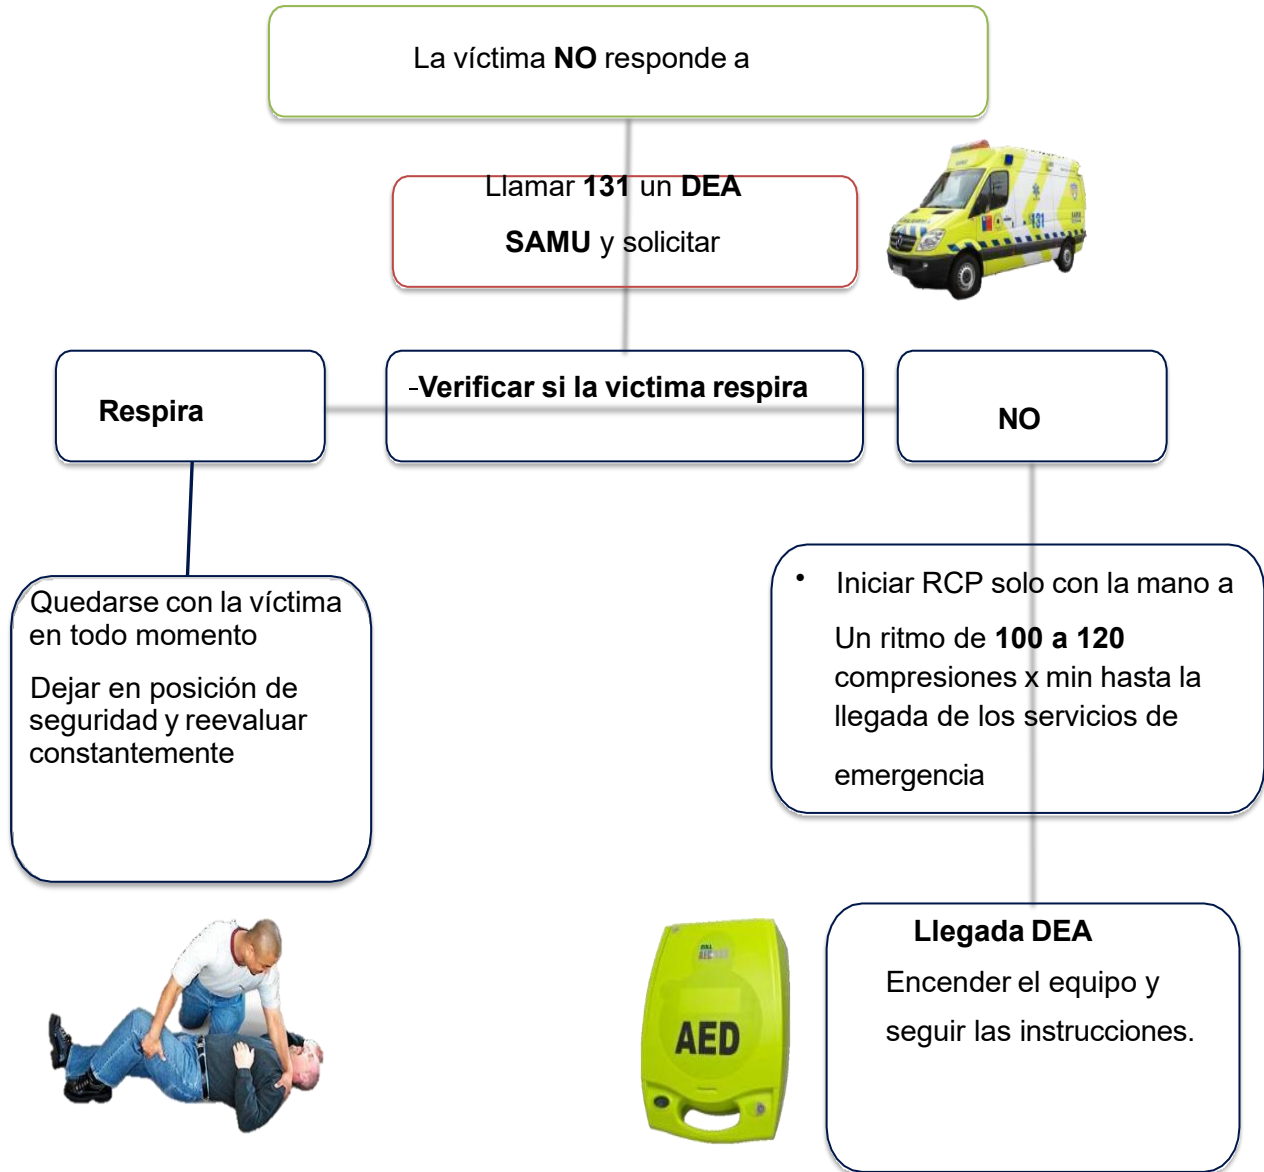 La víctima NO responde a
Llamar 131 un DEA
SAMU y solicitar
131
-Verificar si la victima respira
Respira
NO
Quedarse con la víctima
en todo momento
Dejar en posición de
seguridad y reevaluar
constantemente
• Iniciar RCP solo con la mano a
Un ritmo de 100 a 120
compresiones x min hasta la
llegada de los servicios de
emergencia
AED
Llegada DEA
Encender el equipo y
seguir las instrucciones.